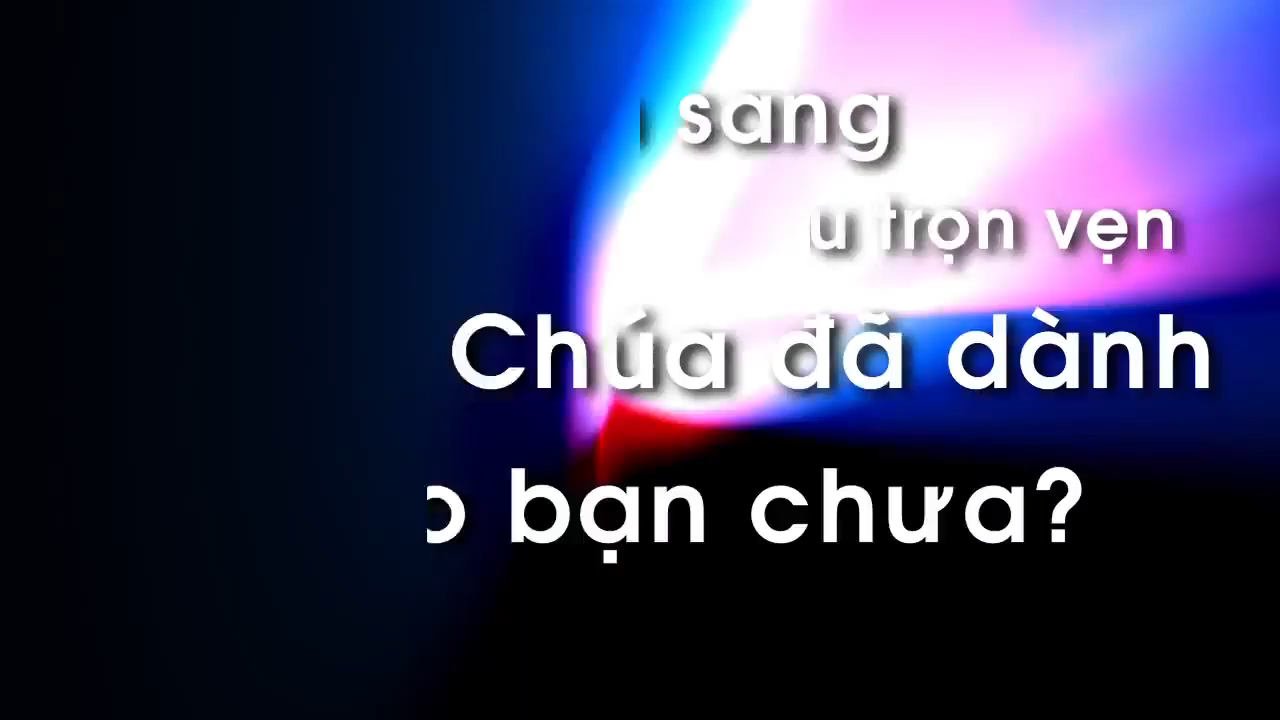 sang
trọn vẹn
Chúa đã dành
bạn chưa?